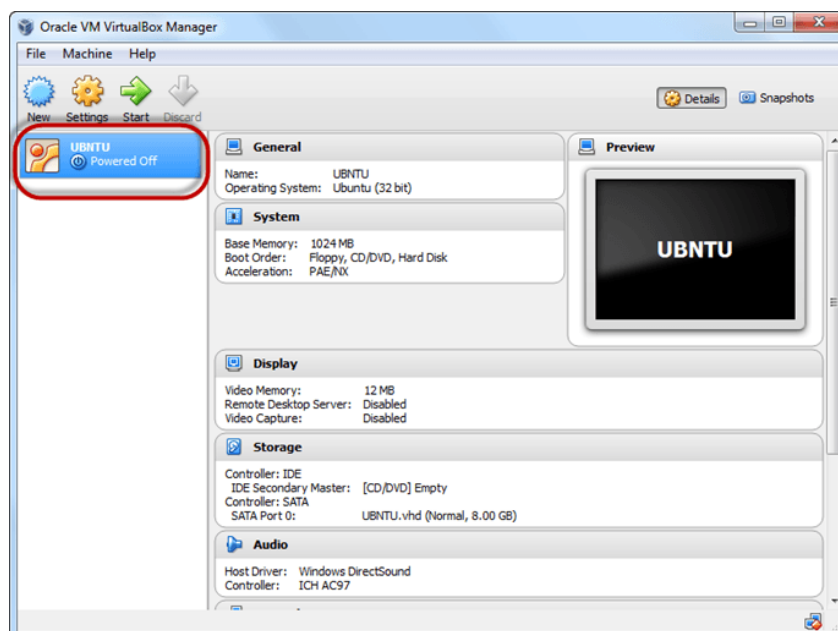 Oracle VM VirtualBox Manager
File Machine Help
New Settings Start Discard
Details Snapshots
UBNTU
Powered Off
General
Name: UBNTU
Operating System: Ubuntu (32 bit)
System
Base Memory: 1024 MB
Boot Order: Floppy, CD/DVD, Hard Disk
Acceleration: PAE/NX
Preview
UBNTU
Display
Video Memory: 12 MB
Remote Desktop Server: Disabled
Video Capture: Disabled
Storage
Controller: IDE
IDE Secondary Master: [CD/DVD] Empty
Controller: SATA
SATA Port 0: UBNTU.vhd (Normal, 8.00 GB)
Audio
Host Driver: Windows DirectSound
Controller: ICH AC97